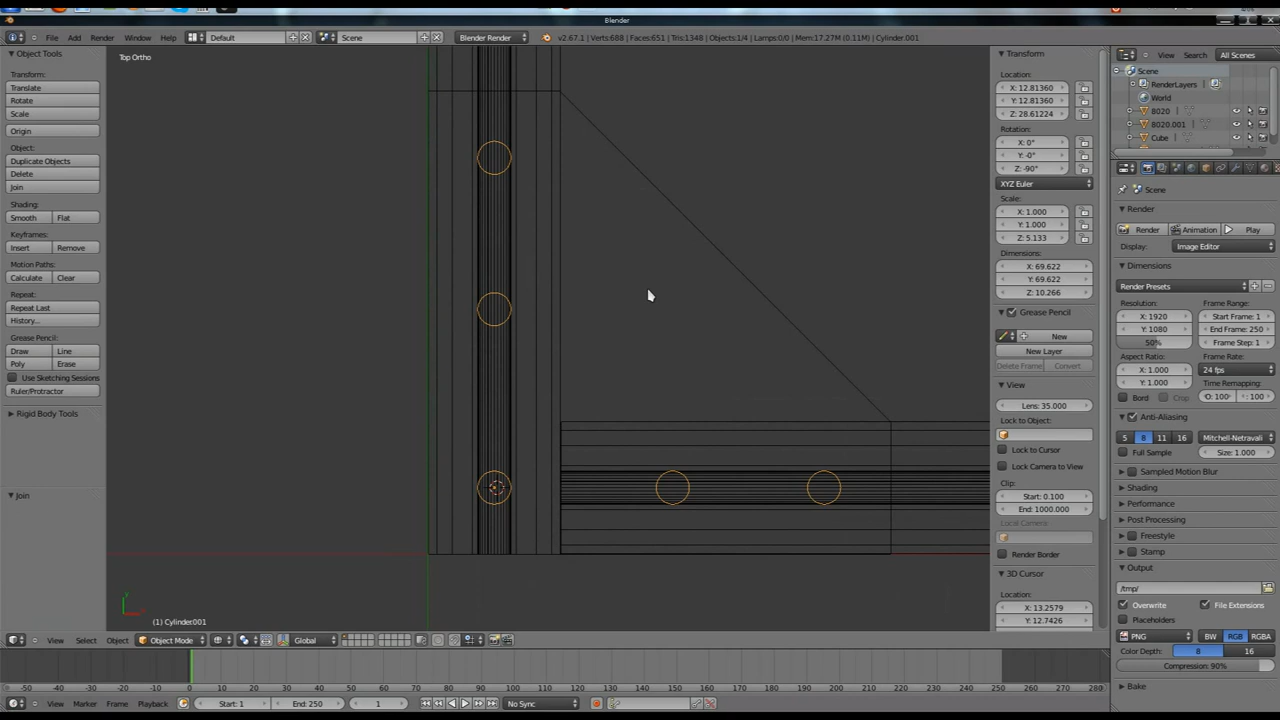 Blender
File Add Render Window Help Default Scene Blender Render v2.67.1 | Verts:688 | Faces:651 | Tris:1348 | Objects:1/4 | Lamps:0/0 | Mem:17.27M (0.11M) | Cylinder.001
Object Tools
Transform:
Translate
Rotate
Scale
Origin
Object:
Duplicate Objects
Delete
Join
Shading:
Smooth Flat
Keyframes:
Insert Remove
Motion Paths:
Calculate Clear
Repeat:
Repeat Last
History...
Grease Pencil:
Draw Line
Poly Erase
Use Sketching Sessions
Ruler/Protractor
Rigid Body Tools
Join
Top Ortho
(1) Cylinder.001
Transform
Location:
X: 12.81360
Y: 12.81360
Z: 28.61224
Rotation:
X: 0°
Y: -0°
Z: -90°
XYZ Euler
Scale:
X: 1.000
Y: 1.000
Z: 5.133
Dimensions:
X: 69.622
Y: 69.622
Z: 10.266
Grease Pencil
New
New Layer
Delete Frame Convert
View
Lens: 35.000
Lock to Object:
Lock to Cursor
Lock Camera to View
Clip:
Start: 0.100
End: 1000.000
Local Camera:
Render Border
3D Cursor
Location:
X: 13.2579
Y: 12.7426
View Search All Scenes
Scene
RenderLayers
World
8020
8020.001
Cube
Scene
Render
Render Animation Play
Display: Image Editor
Dimensions
Render Presets
Resolution: Frame Range:
X: 1920 Start Frame: 1
Y: 1080 End Frame: 250
50% Frame Step: 1
Aspect Ratio: Frame Rate:
X: 1.000 24 fps
Y: 1.000 Time Remapping:
Bord Crop O: 100 : 100
Anti-Aliasing
5 8 11 16 Mitchell-Netravali
Full Sample Size: 1.000
Sampled Motion Blur
Shading
Performance
Post Processing
Freestyle
Stamp
Output
/tmp/
Overwrite File Extensions
Placeholders
PNG BW RGB RGBA
Color Depth: 8 16
Compression: 90%
Bake
View Select Object Object Mode Global
-50 -40 -30 -20 -10 0 10 20 30 40 50 60 70 80 90 100 110 120 130 140 150 160 170 180 190 200 210 220 230 240 250 260 270 280
View Marker Frame Playback Start: 1 End: 250 1 No Sync